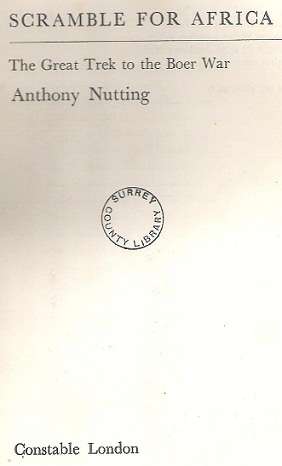 SCRAMBLE FOR AFRICA
The Great Trek to the Boer War
Anthony Nutting
SURREY
COUNTY LIBRARY
Constable London